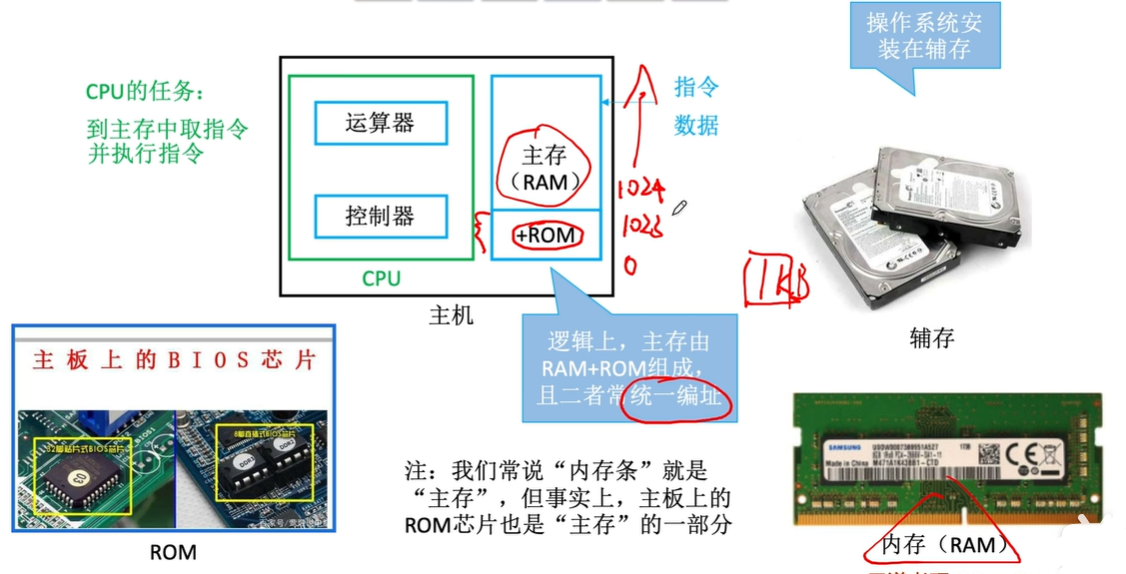 操作系统安
装在辅存
CPU的任务：
到主存中取指令
并执行指令
运算器
控制器
CPU
主存
（RAM）
+ROM
主机
指令
数据
1024
1023
0
1KB
辅存
逻辑上，主存由
RAM+ROM组成，
且二者常统一编址
主板上的BIOS芯片
32脚贴片式BIOS芯片
8脚直插式BIOS芯片
ROM
注：我们常说“内存条”就是
“主存”，但事实上，主板上的
ROM芯片也是“主存”的一部分
SAMSUNG
Made in China
内存（RAM）